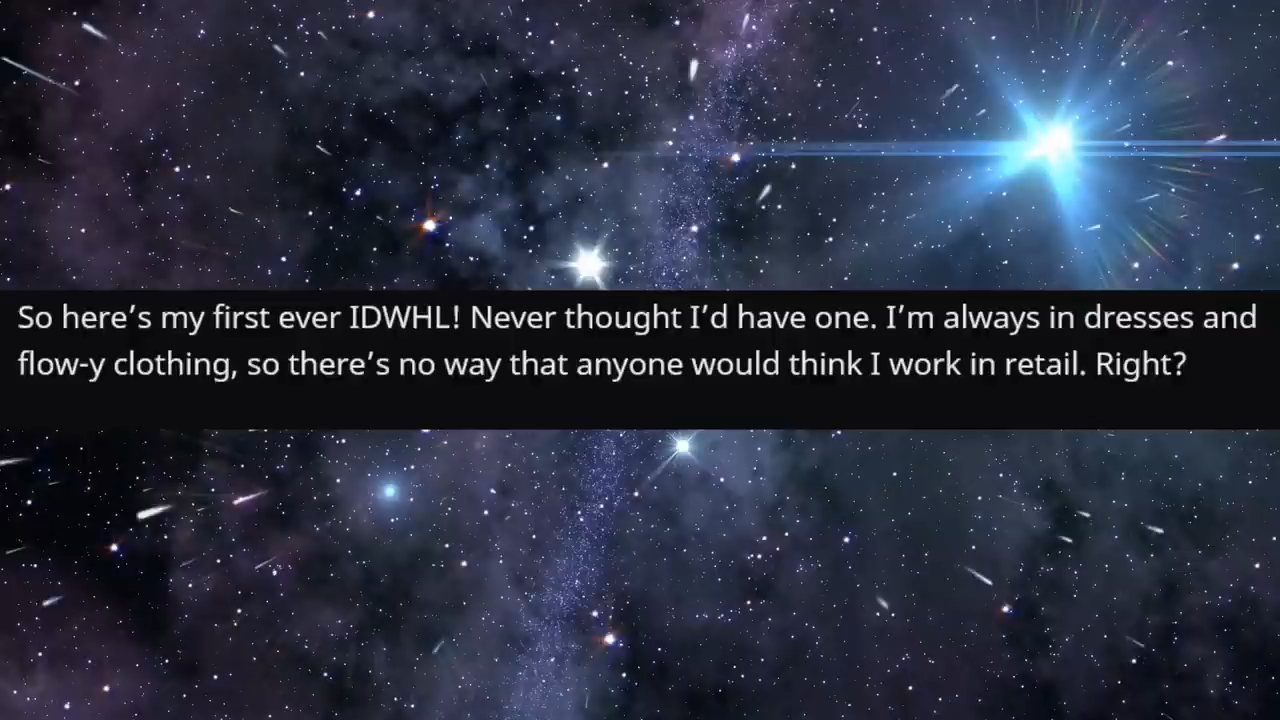 So here’s my first ever IDWHL! Never thought I’d have one. I’m always in dresses and
flow-y clothing, so there’s no way that anyone would think I work in retail. Right?